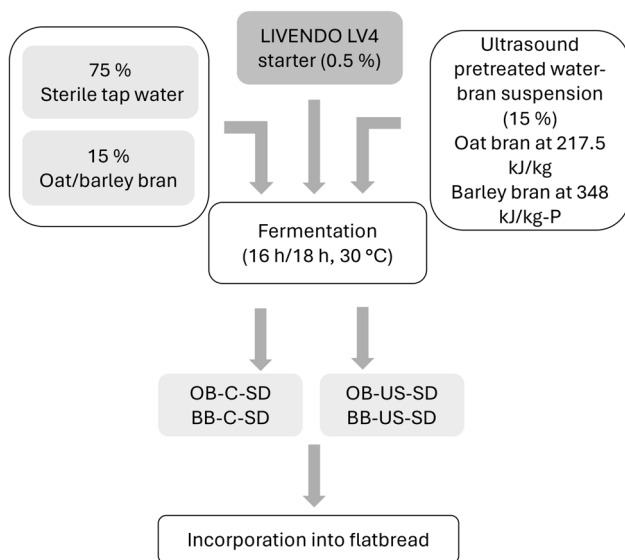 75 %
Sterile tap water
15 %
Oat/barley bran
LIVENDO LV4
starter (0.5 %)
Ultrasound
pretreated water-
bran suspension
(15 %)
Oat bran at 217.5
kJ/kg
Barley bran at 348
kJ/kg-P
Fermentation
(16 h/18 h, 30 °C)
OB-C-SD
BB-C-SD
OB-US-SD
BB-US-SD
Incorporation into flatbread